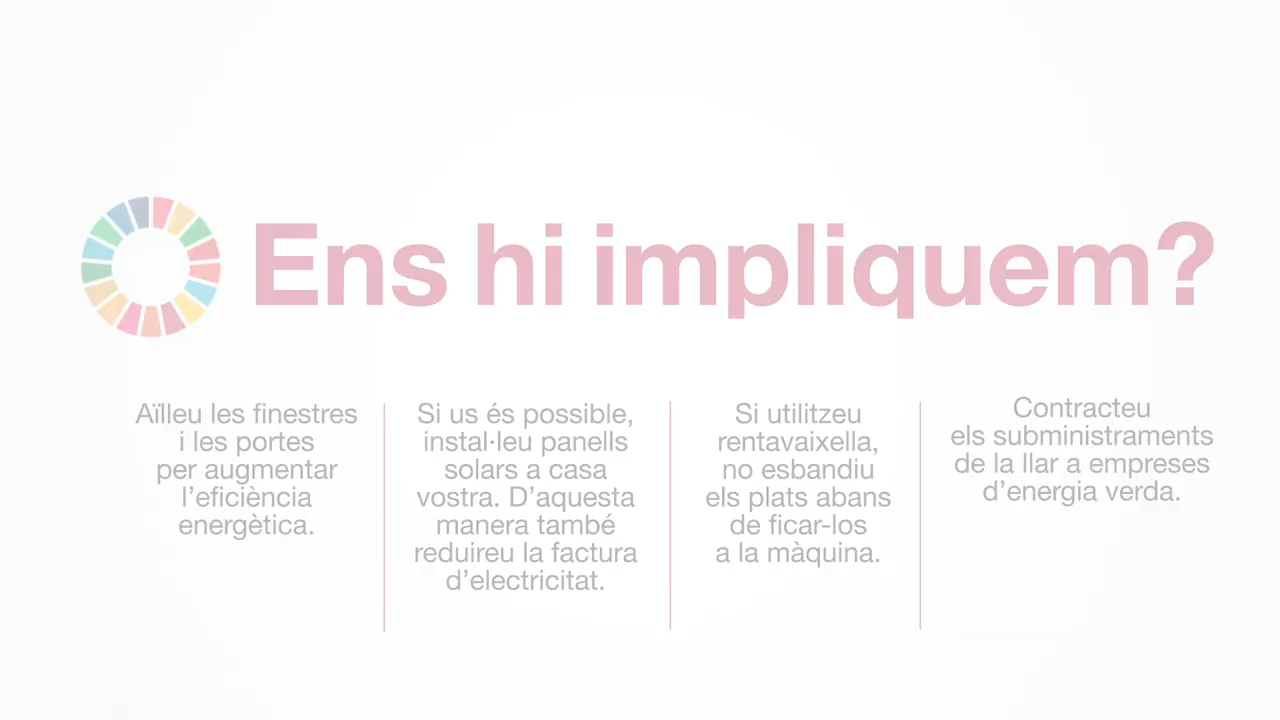 Ens hi impliquem?
Aïlleu les finestres
i les portes
per augmentar
l’eficiència
energètica.
Si us és possible,
instal·leu panells
solars a casa
vostra. D’aquesta
manera també
reduireu la factura
d’electricitat.
Si utilitzeu
rentavaixella,
no esbandiu
els plats abans
de ficar-los
a la màquina.
Contracteu
els subministraments
de la llar a empreses
d’energia verda.